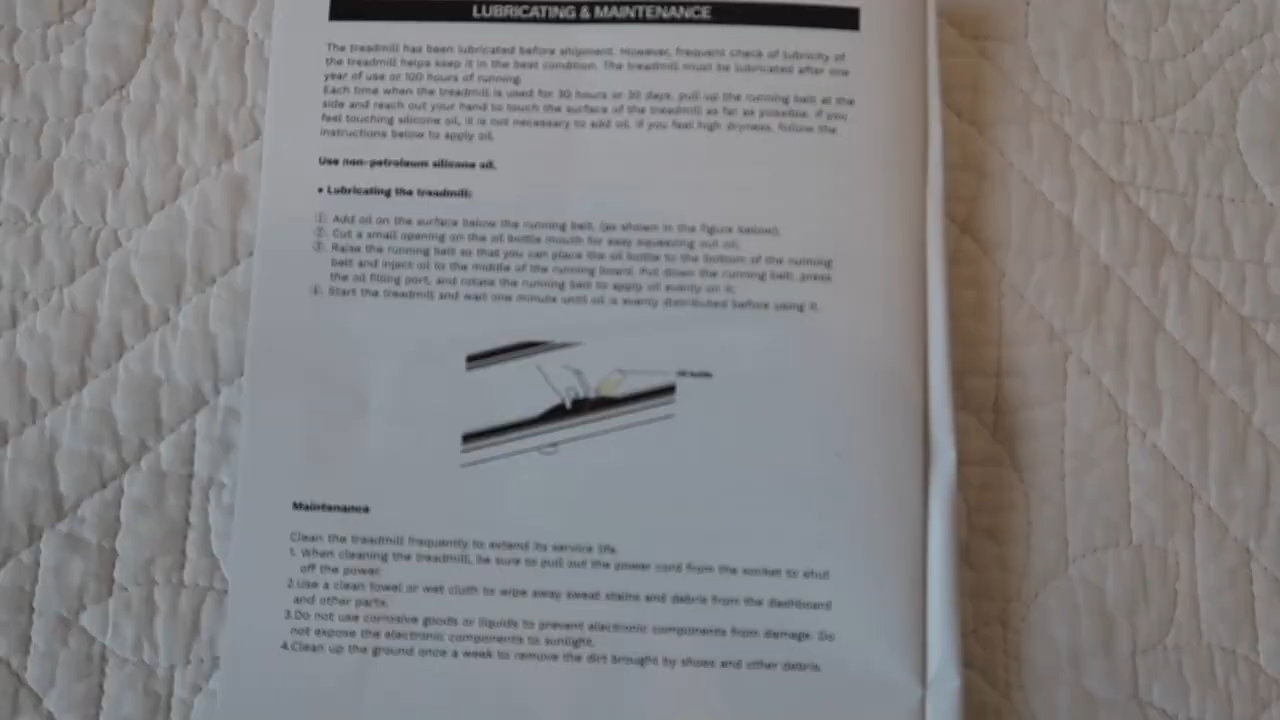 LUBRICATING & MAINTENANCE
The treadmill has been lubricated before shipment. However, frequent check of lubricity of
the treadmill helps keep it in the best condition. The treadmill must be lubricated after one
year of use or 100 hours of running.
Each time when the treadmill is used for 30 hours or 30 days, pull up the running belt at the
side and reach out your hand to touch the surface of the treadmill as far as possible. If you
feel touching silicone oil, it is not necessary to add oil. If you feel high dryness, follow the
instructions below to apply oil.
Use non-petroleum silicone oil.
• Lubricating the treadmill:
① Add oil on the surface below the running belt. (as shown in the figure below).
② Cut a small opening on the oil bottle mouth for easy squeezing out oil.
③ Raise the running belt so that you can place the oil bottle to the bottom of the running
belt and inject oil to the middle of the running board. Put down the running belt,
the oil filling port, and rotate the running belt to apply oil evenly on it.
④ Start the treadmill and wait one minute until oil is evenly distributed before using it.
Oil bottle
Maintenance
Clean the treadmill frequently to extend its service life.
1. When cleaning the treadmill, be sure to pull out the power cord from the socket to shut
off the power.
2.Use a clean towel or wet cloth to wipe away sweat stains and debris from the dashboard
and other parts.
3.Do not use corrosive goods or liquids to prevent electronic components from damage. Do
not expose the electronic components to sunlight.
4.Clean up the ground once a week to remove the dirt brought by shoes and other debris.